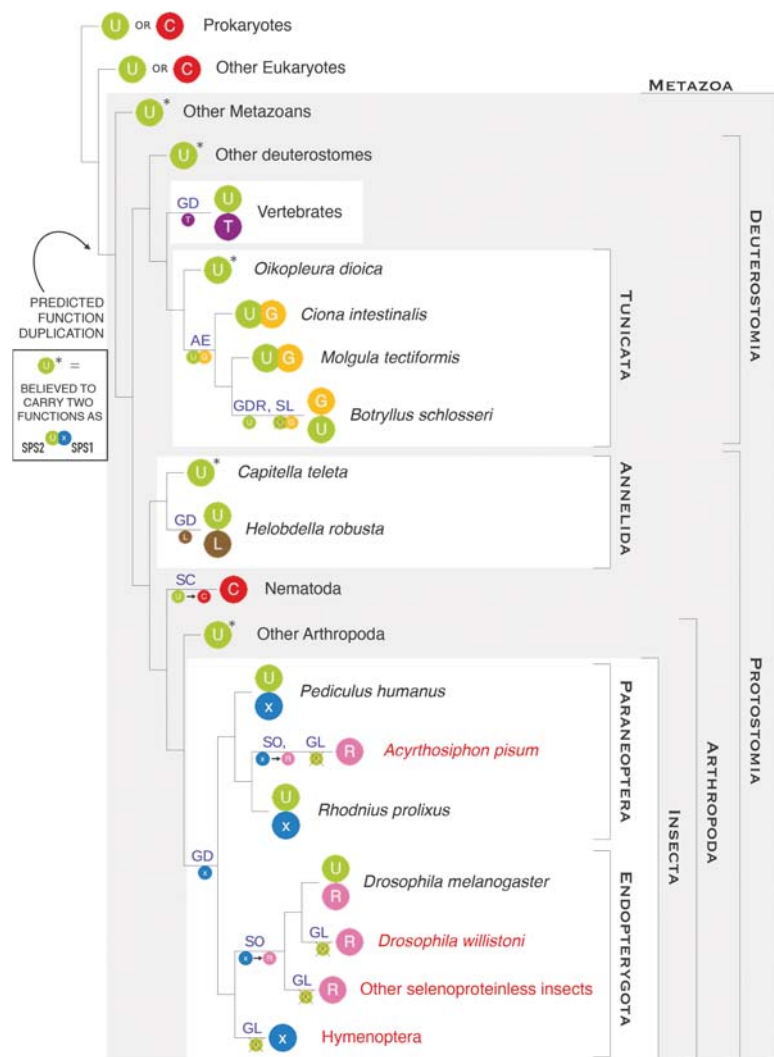 U OR C Prokaryotes
U OR C Other Eukaryotes
METAZOA
U* Other Metazoans
U* Other deuterostomes
GD
T
U
T
Vertebrates
U* Oikopleura dioica
AE
U G
U G Ciona intestinalis
U G Molgula tectiformis
GDR, SL
U
U G
G
U
Botryllus schlosseri
TUNICATA
DEUTEROSTOMIA
PREDICTED
FUNCTION
DUPLICATION
U* =
BELIEVED TO
CARRY TWO
FUNCTIONS AS
SPS2 U x SPS1
U* Capitella teleta
GD
L
U
L
Helobdella robusta
ANNELIDA
SC
U → C
C Nematoda
U* Other Arthropoda
U
x
Pediculus humanus
SO, GL
x → R
R Acyrthosiphon pisum
U
x
Rhodnius prolixus
PARANEOPTERA
GD
x
U
R
Drosophila melanogaster
GL
R Drosophila willistoni
SO
x → R
GL
R Other selenoproteinless insects
GL
x Hymenoptera
ENDOPTERYGOTA
INSECTA
ARTHROPODA
PROTOSTOMIA